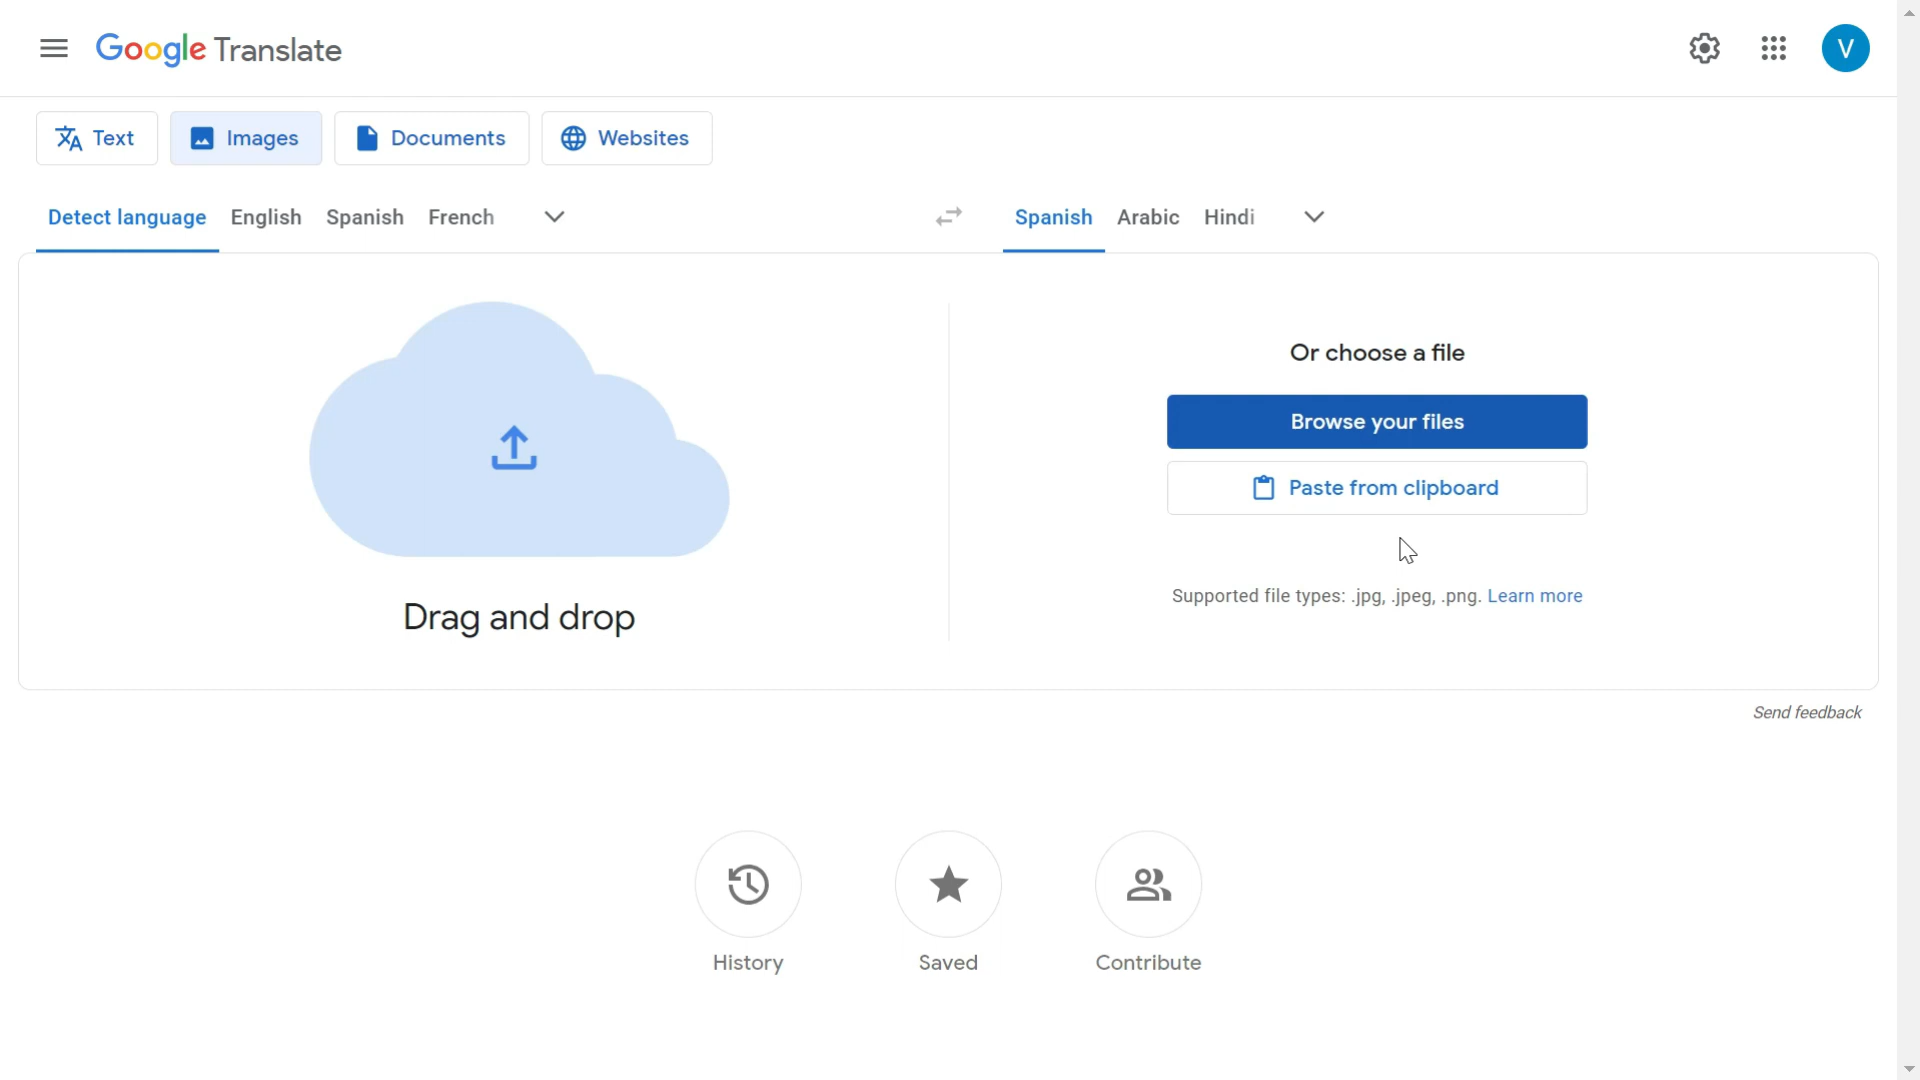 Google Translate
V
Text Images Documents Websites
Detect language English Spanish French Spanish Arabic Hindi
Or choose a file
Browse your files
Paste from clipboard
Supported file types: .jpg, .jpeg, .png. Learn more
Drag and drop
Send feedback
History Saved Contribute